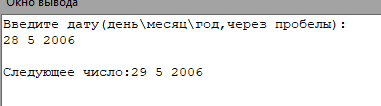 Окно вывода
Введите дату(день\месяц\год,через пробелы):
28 5 2006
Следующее число:29 5 2006